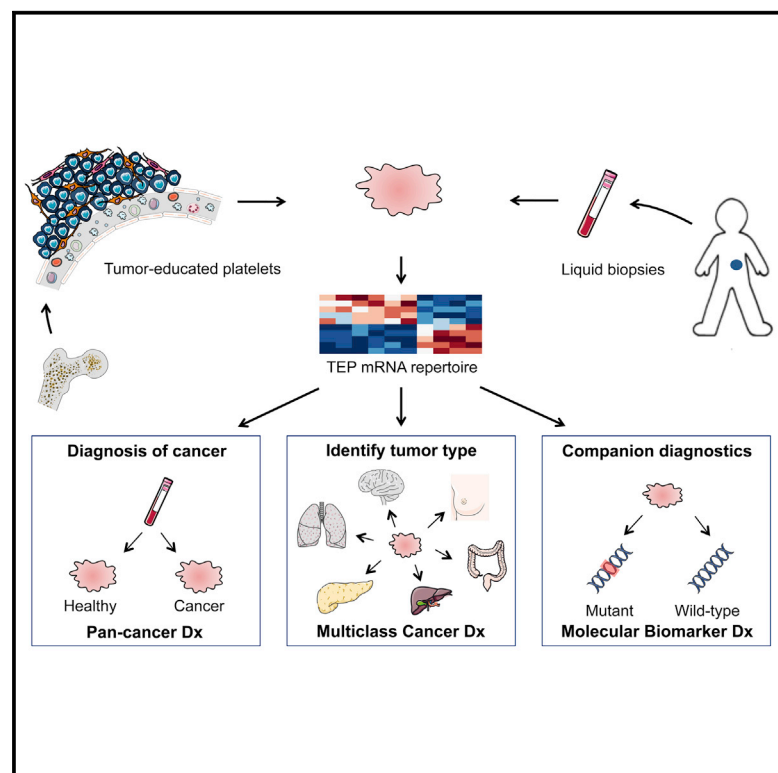 Tumor-educated platelets
Liquid biopsies
TEP mRNA repertoire
Diagnosis of cancer
Healthy
Cancer
Pan-cancer Dx
Identify tumor type
Multiclass Cancer Dx
Companion diagnostics
Mutant
Wild-type
Molecular Biomarker Dx